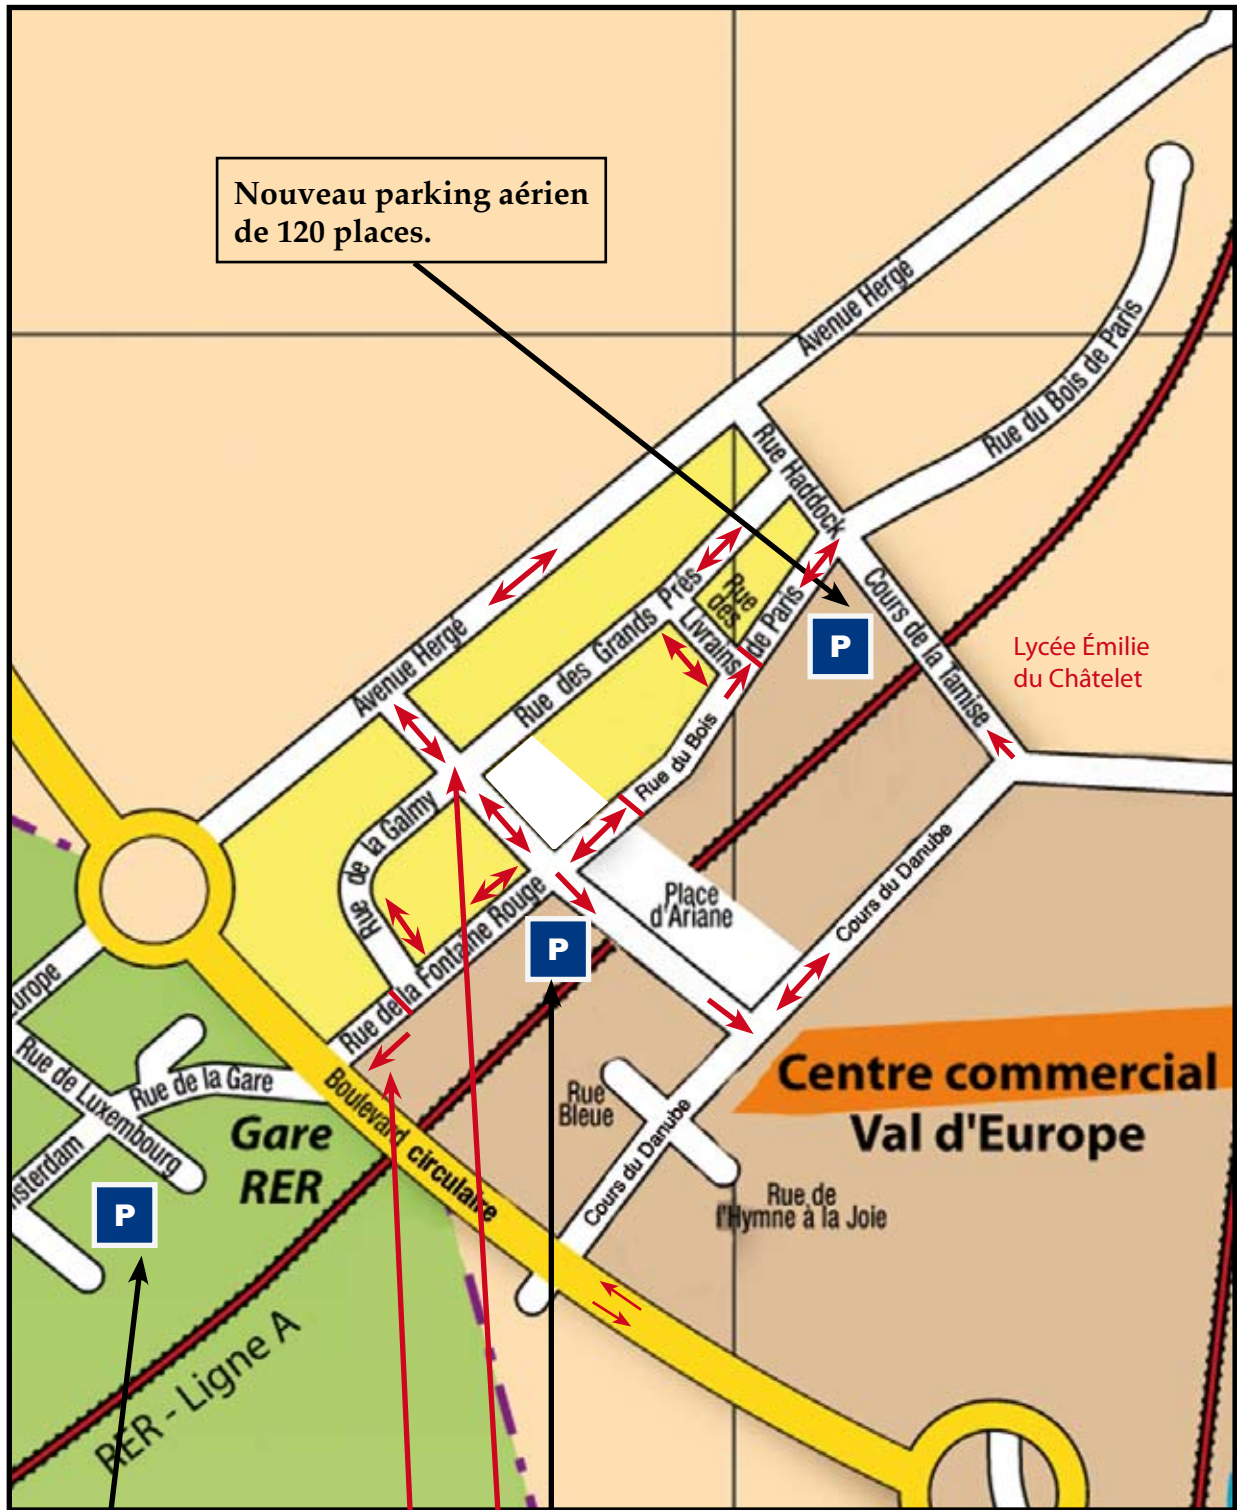 Nouveau parking aérien
de 120 places.
Avenue Hergé
Rue du Bois de Paris
Rue Haddock
Rue des Grands Prés
Rue
des
Livrains
de Paris
P
Cours de la Tamise
Lycée Émilie
du Châtelet
Avenue Hergé
Rue du Bois
Rue de la Galmy
Rue de la Fontaine Rouge
P
Place
d'Ariane
Cours du Danube
Rue de Luxembourg
Rue de la Gare
Gare
RER
Boulevard circulaire
P
Rue
Bleue
Cours du Danube
Centre commercial
Val d'Europe
Rue de
l'Hymne à la Joie
RER - Ligne A